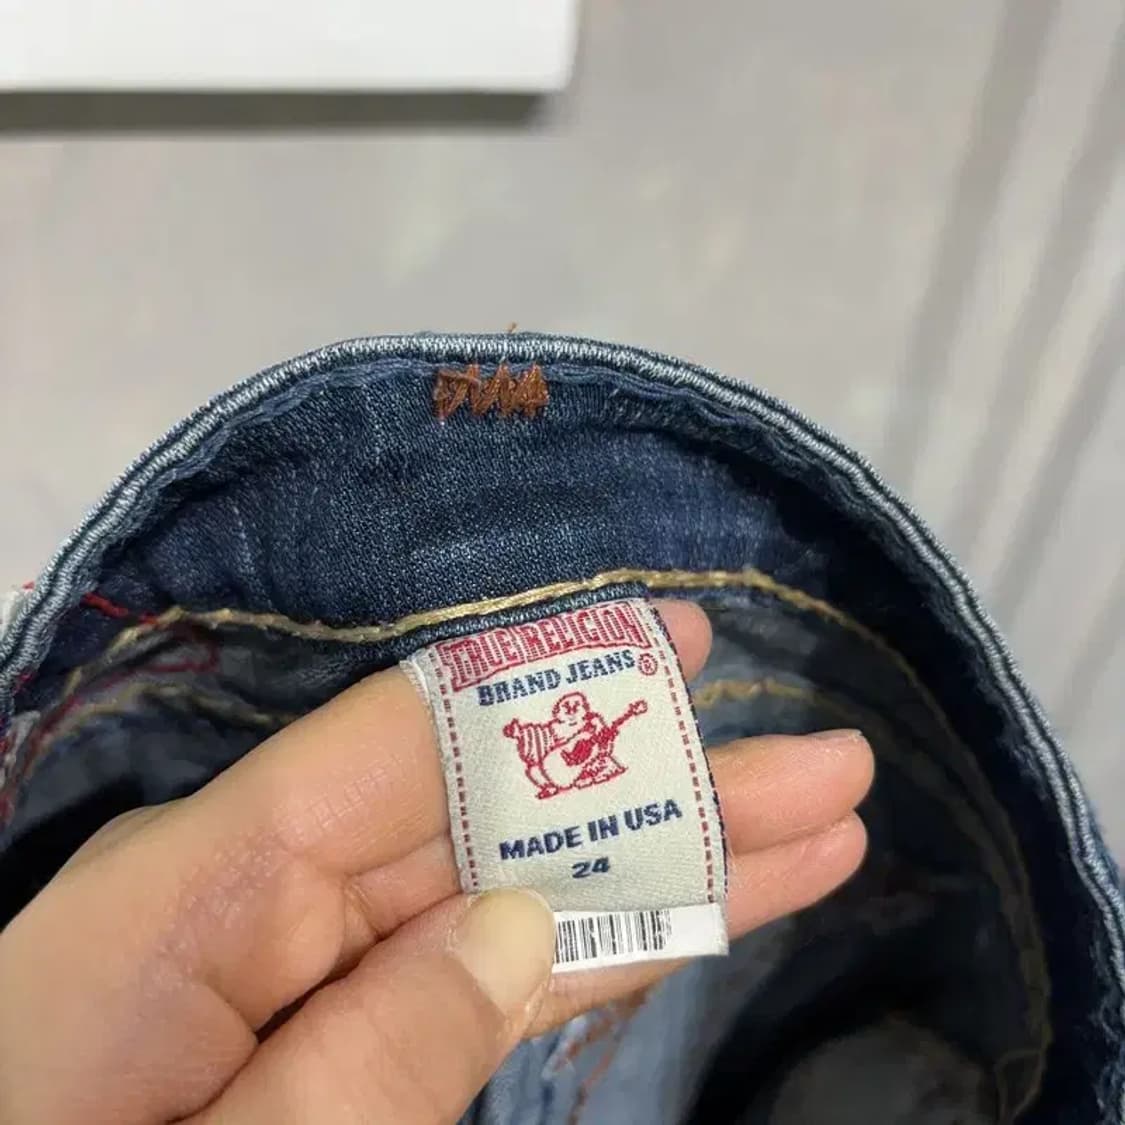 TRUE RELIGION
BRAND JEANS ®
MADE IN USA
24